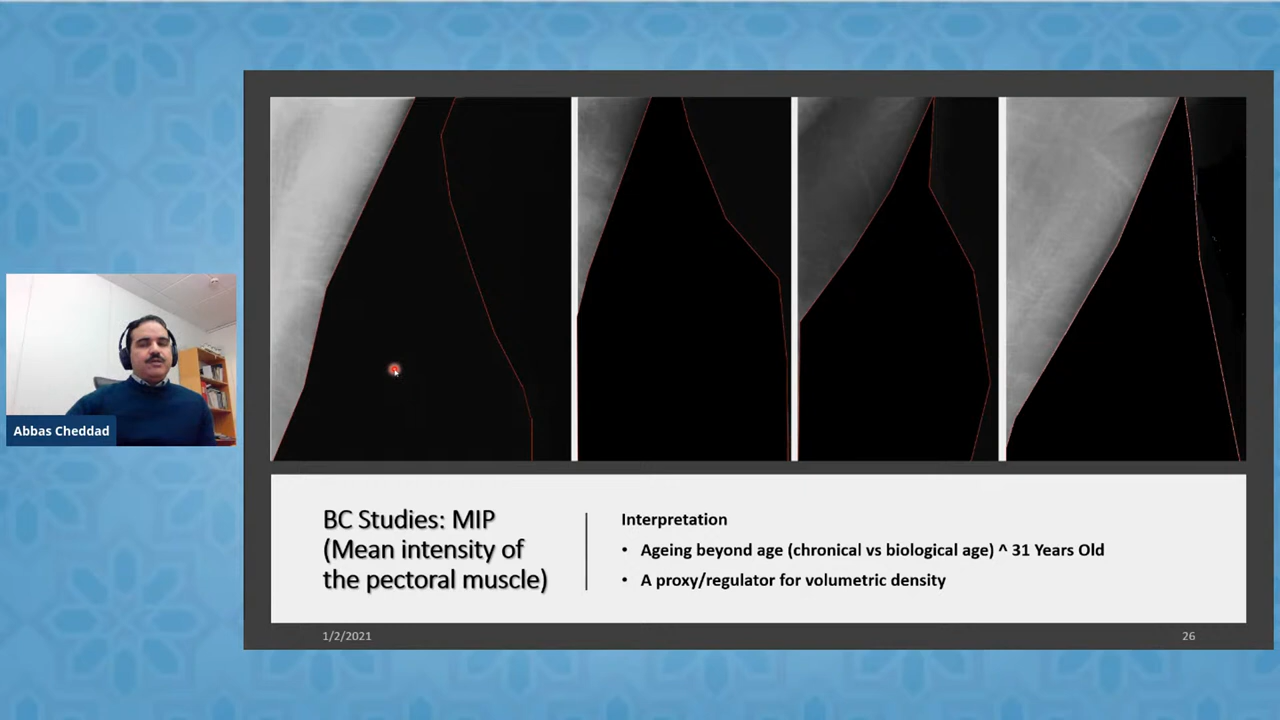 Abbas Cheddad
BC Studies: MIP
(Mean intensity of
the pectoral muscle)
Interpretation
• Ageing beyond age (chronical vs biological age) ^ 31 Years Old
• A proxy/regulator for volumetric density
1/2/2021
26